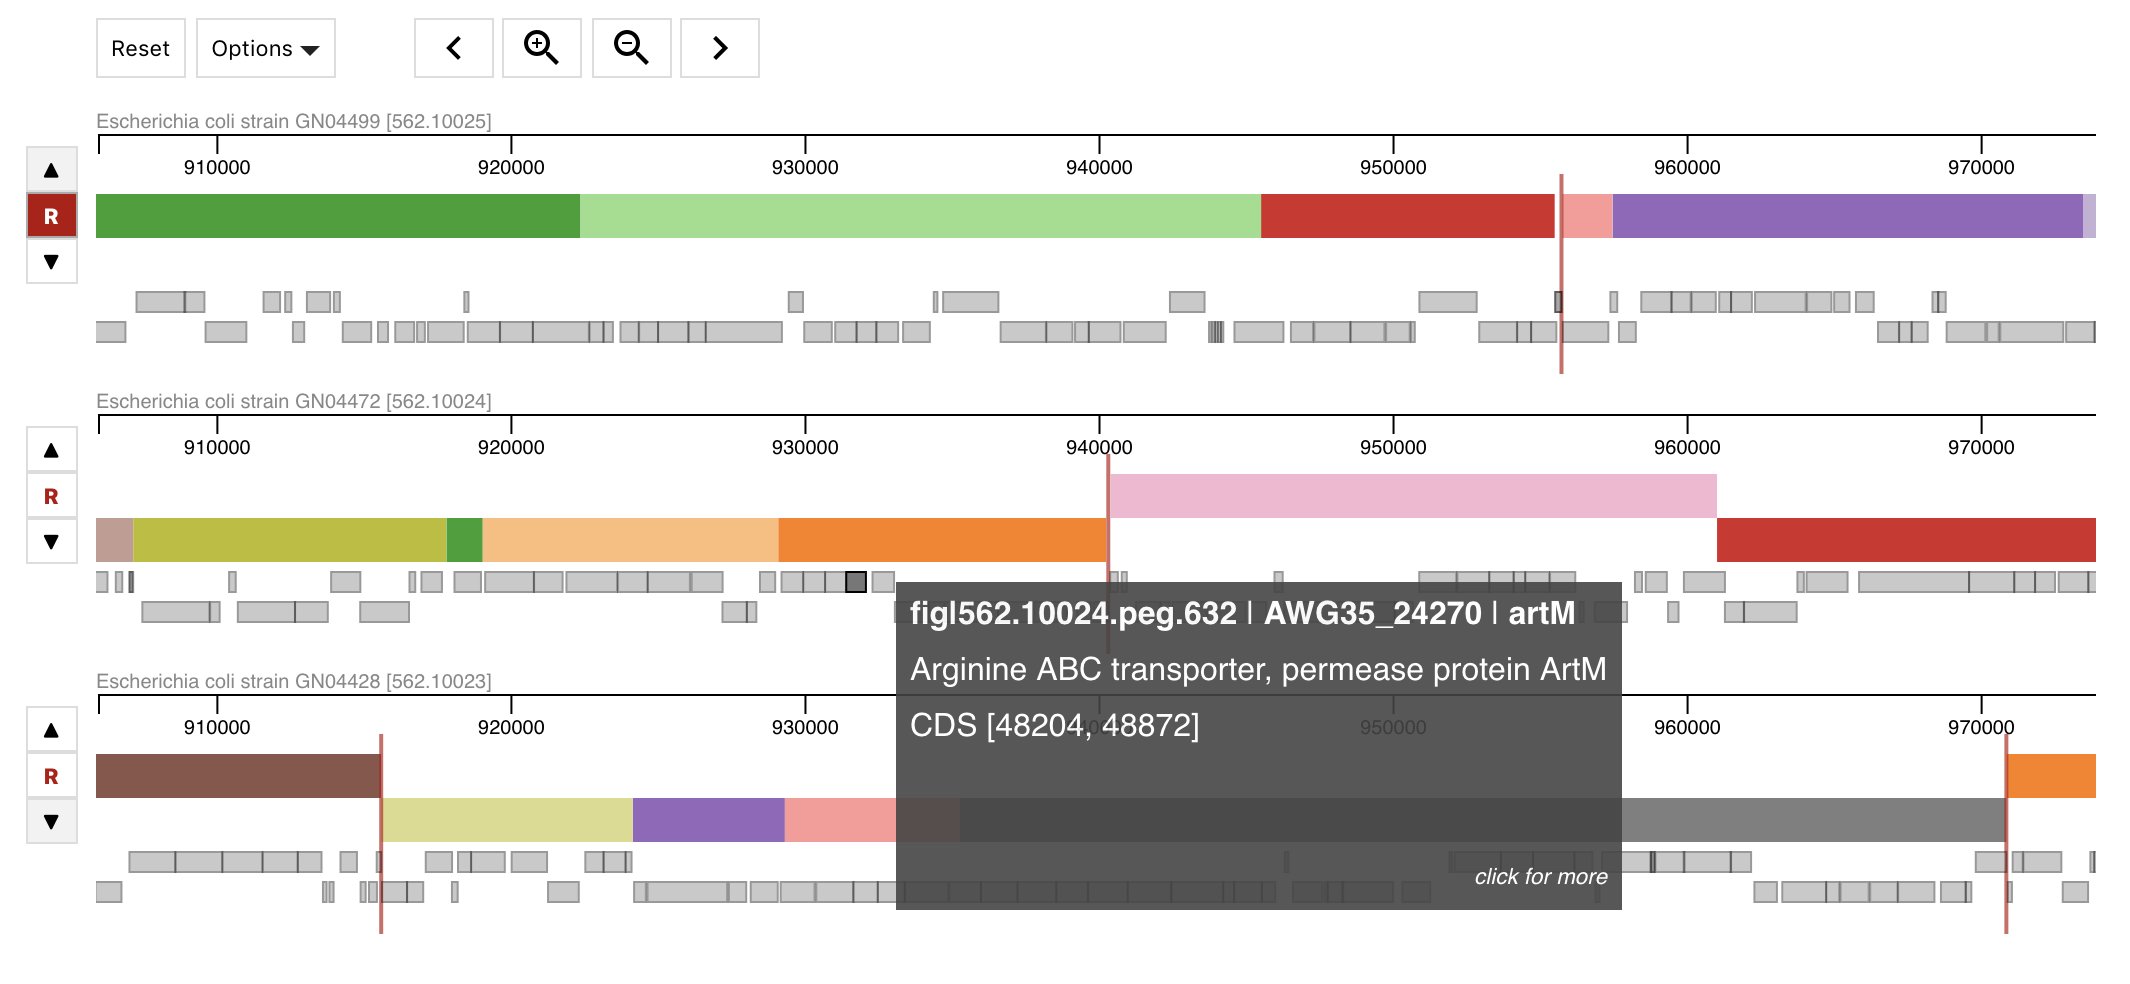 Reset Options
Escherichia coli strain GN04499 [562.10025]
910000 920000 930000 940000 950000 960000 970000
R
Escherichia coli strain GN04472 [562.10024]
910000 920000 930000 940000 950000 960000 970000
R
fig|562.10024.peg.632 | AWG35_24270 | artM
Arginine ABC transporter, permease protein ArtM
CDS [48204, 48872]
click for more
Escherichia coli strain GN04428 [562.10023]
910000 920000 930000 940000 950000 960000 970000
R